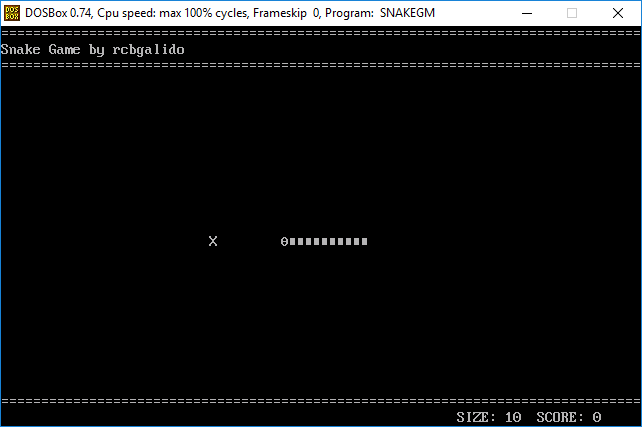 DOSBox 0.74, Cpu speed: max 100% cycles, Frameskip 0, Program: SNAKEGM
Snake Game by rcbgalido
X 0
SIZE: 10 SCORE: 0